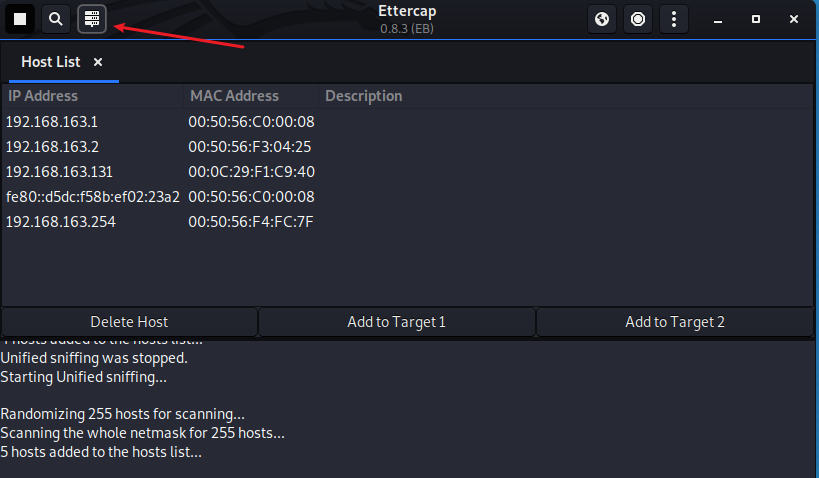 Ettercap
0.8.3 (EB)
Host List ×
IP Address MAC Address Description
192.168.163.1 00:50:56:C0:00:08
192.168.163.2 00:50:56:F3:04:25
192.168.163.131 00:0C:29:F1:C9:40
fe80::d5dc:f58b:ef02:23a2 00:50:56:C0:00:08
192.168.163.254 00:50:56:F4:FC:7F
Delete Host Add to Target 1 Add to Target 2
hosts added to the hosts list...
Unified sniffing was stopped.
Starting Unified sniffing...
Randomizing 255 hosts for scanning...
Scanning the whole netmask for 255 hosts...
5 hosts added to the hosts list...